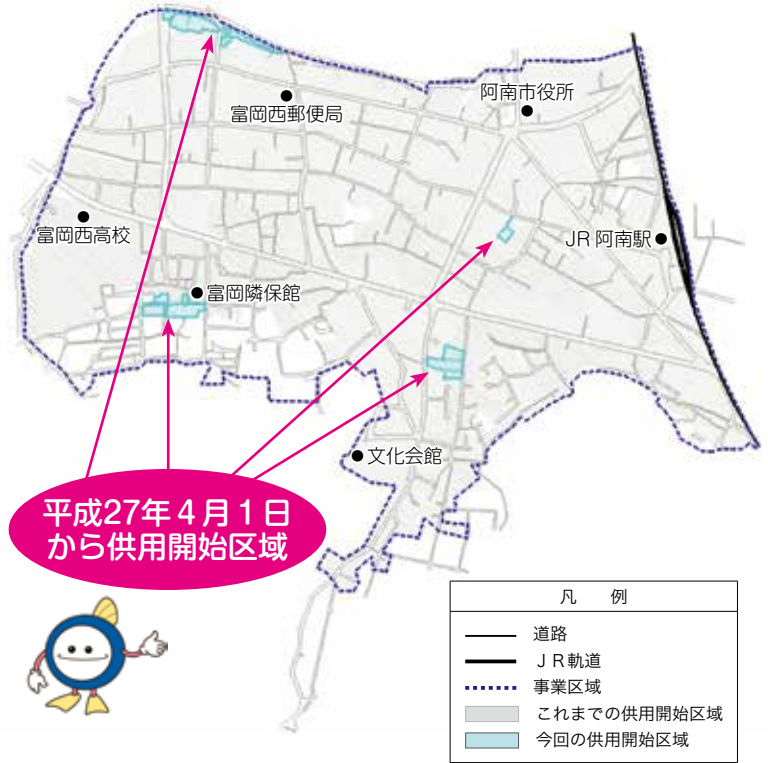 富岡西郵便局
阿南市役所
富岡西高校
JR 阿南駅
富岡隣保館
文化会館
平成27年４月１日
から供用開始区域
凡　例
道路
ＪＲ軌道
事業区域
これまでの供用開始区域
今回の供用開始区域